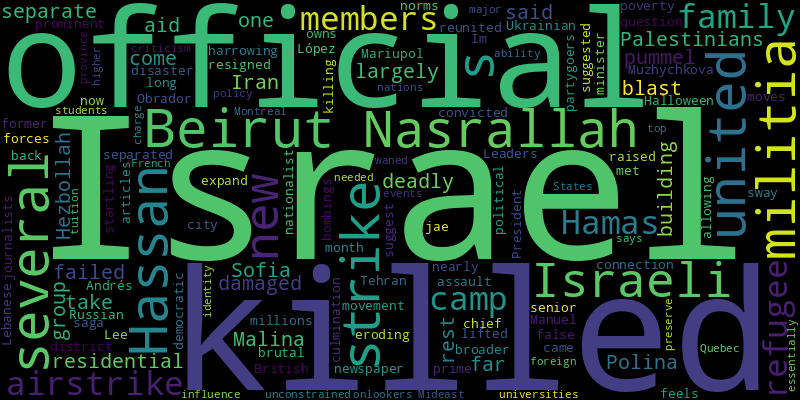 separate
prominent
official
members
aid
one
said
norms
major
poverty
family
owns
López
reunited
Ukrainian
question
province
higher
criticism
harrowing
Mariupol
Im
ability
Palestinians
come
disaster
resigned
largely
s
partygoers
suggested
minister
pummel
Muzhychkova
long
Iran
killing
blast
now
Obrador
policy
nations
convicted
Halloween
moves
students
charge
Montreal
former
forces
back
Beirut
Nasrallah
top
united
militia
Israel
several
Hezbollah
separated
French
waned
Leaders
raised
met
building
allowing
startling
articles
Hassan
expand
new
nationalist
bombings
needed
strike
deadly
events
suggest
jae
political
President
States
Hamas
says
sway
tuition
city
month
journalists
Lebanese
failed
group
Andrés
take
Russian
saga
Lee
district
residential
democratic
identity
Sofia
damaged
millions
Malina
brutal
British
culmination
Tehran
movement
eroding
newspaper
nearly
assault
camp
rest
chief
lifted
broader
prime
far
Israeli
connection
senior
Manuel
false
came
foreign
Polina
Quebec
preserve
refugee
essentially
airstrike
killed
influence
unconstrained
onlookers
Mideast
universities
feels